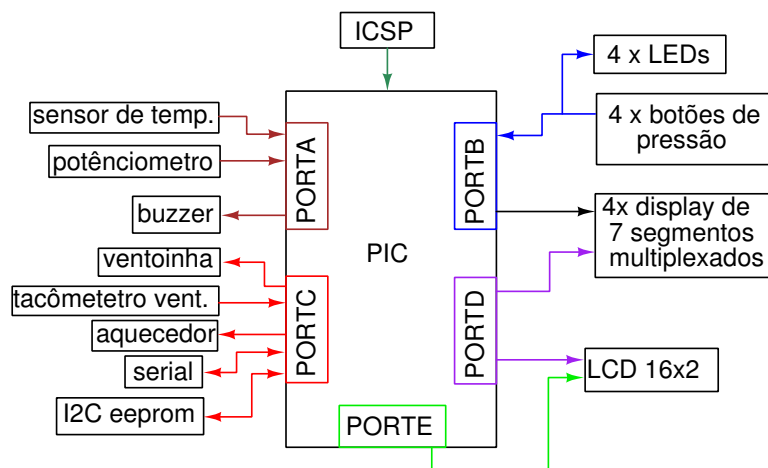 ICSP
4 x LEDs
sensor de temp.
4 x botões de
pressão
potênciometro
PORTA
PORTB
buzzer
4x display de
7 segmentos
multiplexados
PIC
ventoinha
tacômetetro vent.
PORTC
PORTD
aquecedor
serial
LCD 16x2
I2C eeprom
PORTE